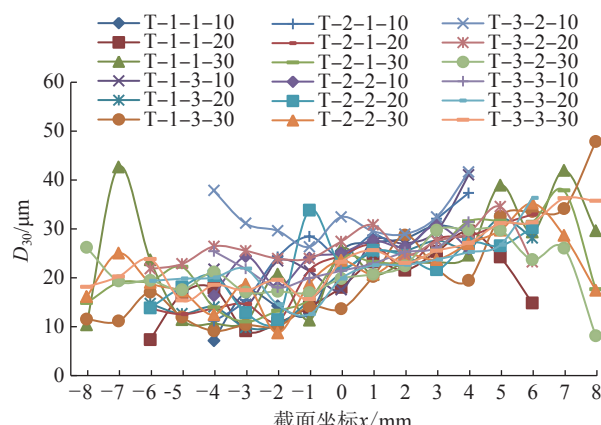 T-1-1-10 T-2-1-10 T-3-2-10
T-1-1-20 T-2-1-20 T-3-2-20
T-1-1-30 T-2-1-30 T-3-2-30
T-1-3-10 T-2-2-10 T-3-3-10
T-1-3-20 T-2-2-20 T-3-3-20
T-1-3-30 T-2-2-30 T-3-3-30
60
50
40
30
20
10
0
D30/μm
−8 −7 −6 -5 −4 −3 −2 −1 0 1 2 3 4 5 6 7 8
截面坐标x/mm